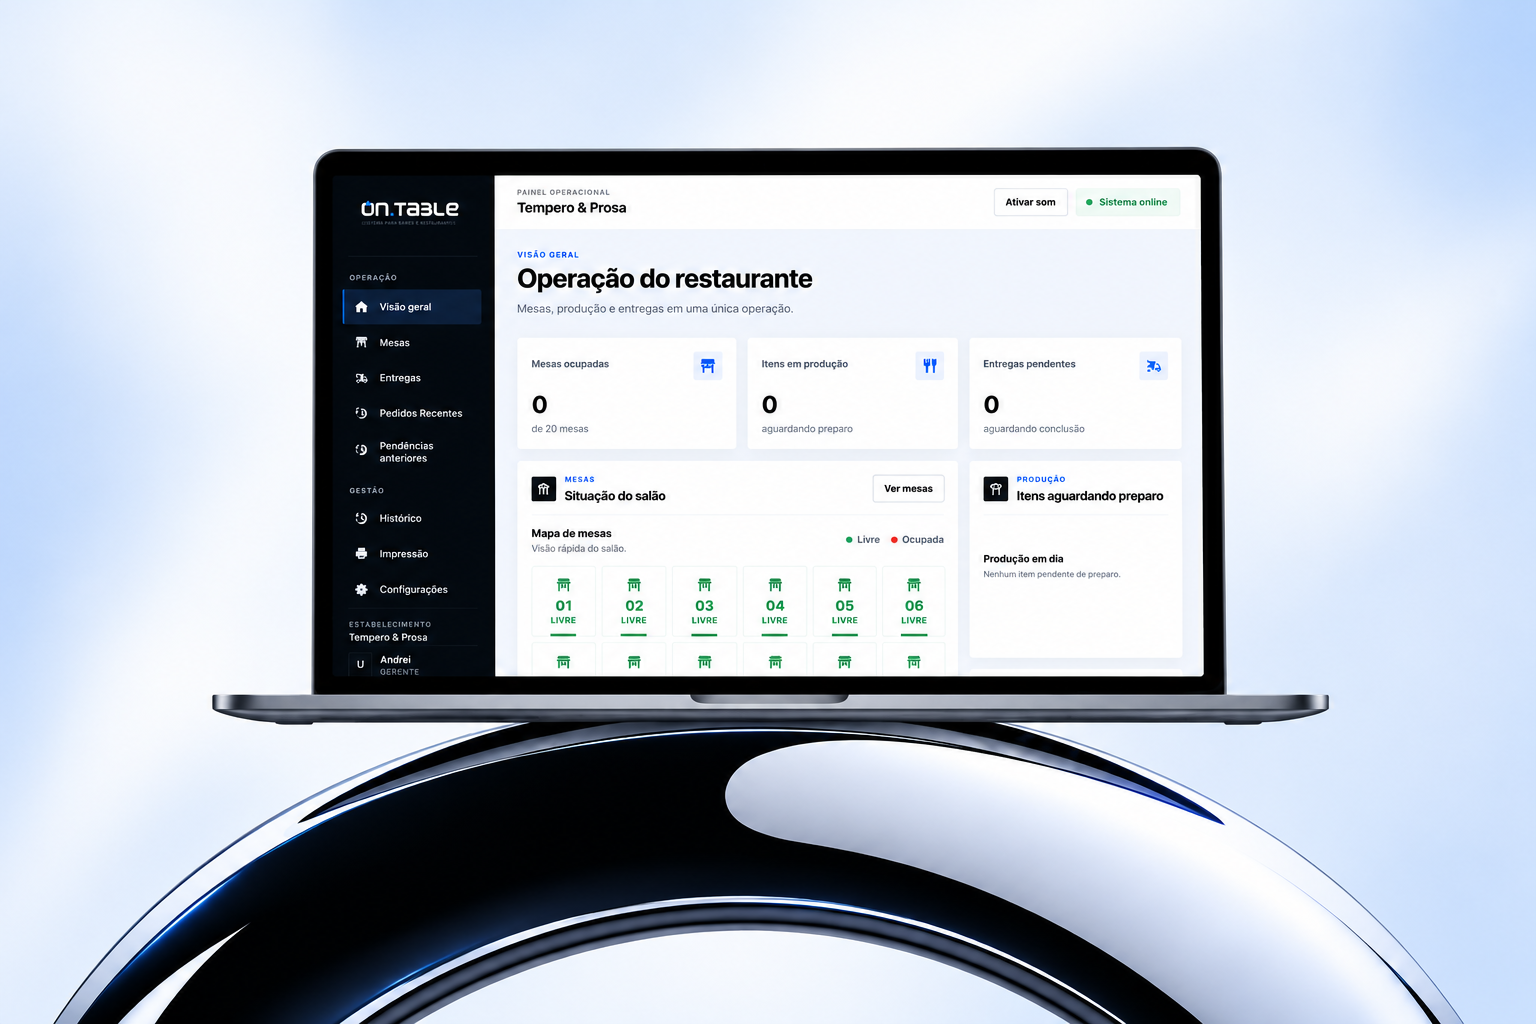 ON.TABLE
SISTEMA PARA BARES E RESTAURANTES
OPERAÇÃO
Visão geral
Mesas
Entregas
Pedidos Recentes
Pendências
anteriores
GESTÃO
Histórico
Impressão
Configurações
ESTABELECIMENTO
Tempero & Prosa
U
Andrei
GERENTE
PAINEL OPERACIONAL
Tempero & Prosa
Ativar som
Sistema online
VISÃO GERAL
Operação do restaurante
Mesas, produção e entregas em uma única operação.
Mesas ocupadas
0
de 20 mesas
Itens em produção
0
aguardando preparo
Entregas pendentes
0
aguardando conclusão
MESAS
Situação do salão
Ver mesas
Mapa de mesas
Visão rápida do salão.
Livre
Ocupada
01
LIVRE
02
LIVRE
03
LIVRE
04
LIVRE
05
LIVRE
06
LIVRE
PRODUÇÃO
Itens aguardando preparo
Produção em dia
Nenhum item pendente de preparo.